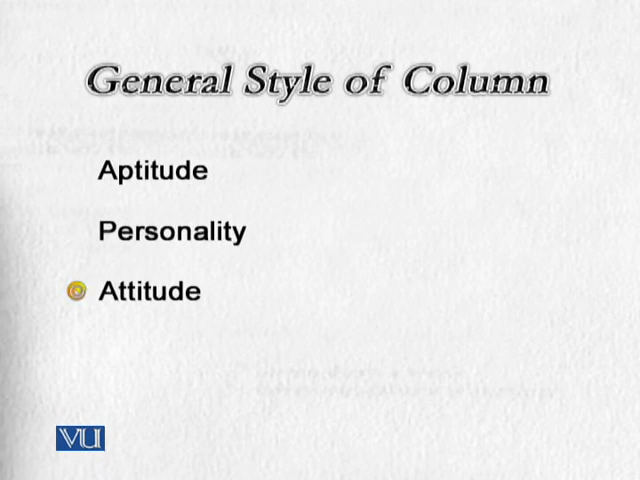 General Style of Column
Aptitude
Personality
Attitude
VU